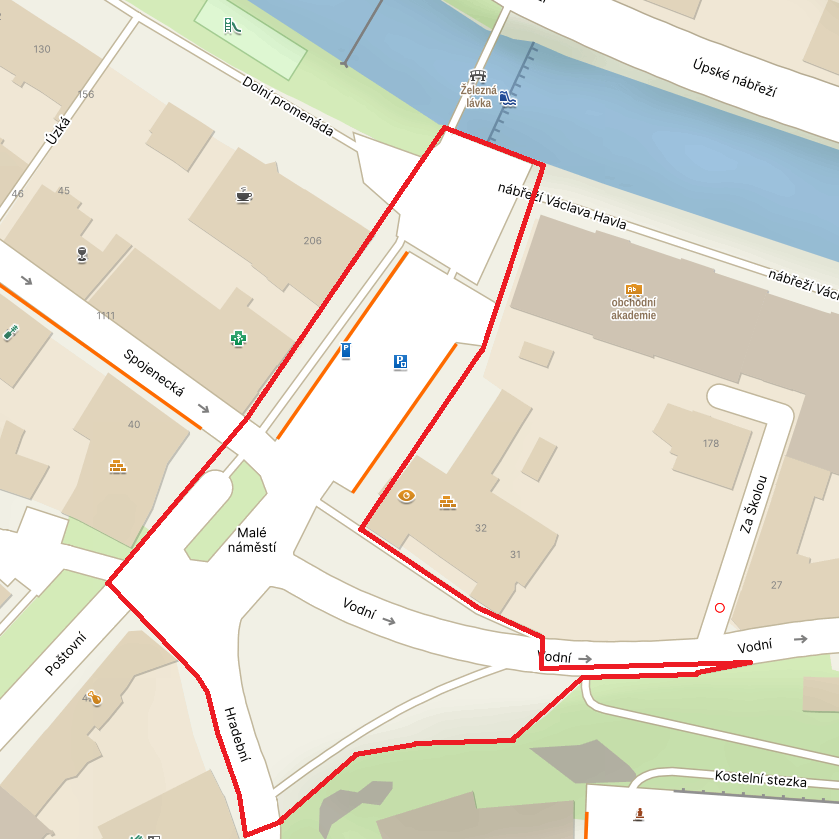 130
Úpské nábřeží
156
Železná
lávka
Dolní promenáda
Úzká
46
45
nábřeží Václava Havla
206
nábřeží Václ
obchodní
akademie
1111
P
P
Spojenecká
40
178
Za Školou
32
Malé
náměstí
31
27
Vodní
Vodní
Vodní
Poštovní
Hradební
Kostelní stezka